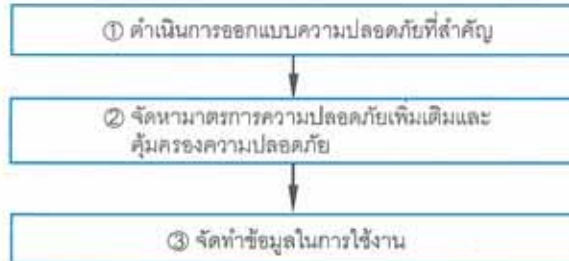 ① ดำเนินการออกแบบความปลอดภัยที่สำคัญ
② จัดหามาตรการความปลอดภัยเพิ่มเติมและ
คุ้มครองความปลอดภัย
③ จัดทำข้อมูลในการใช้งาน